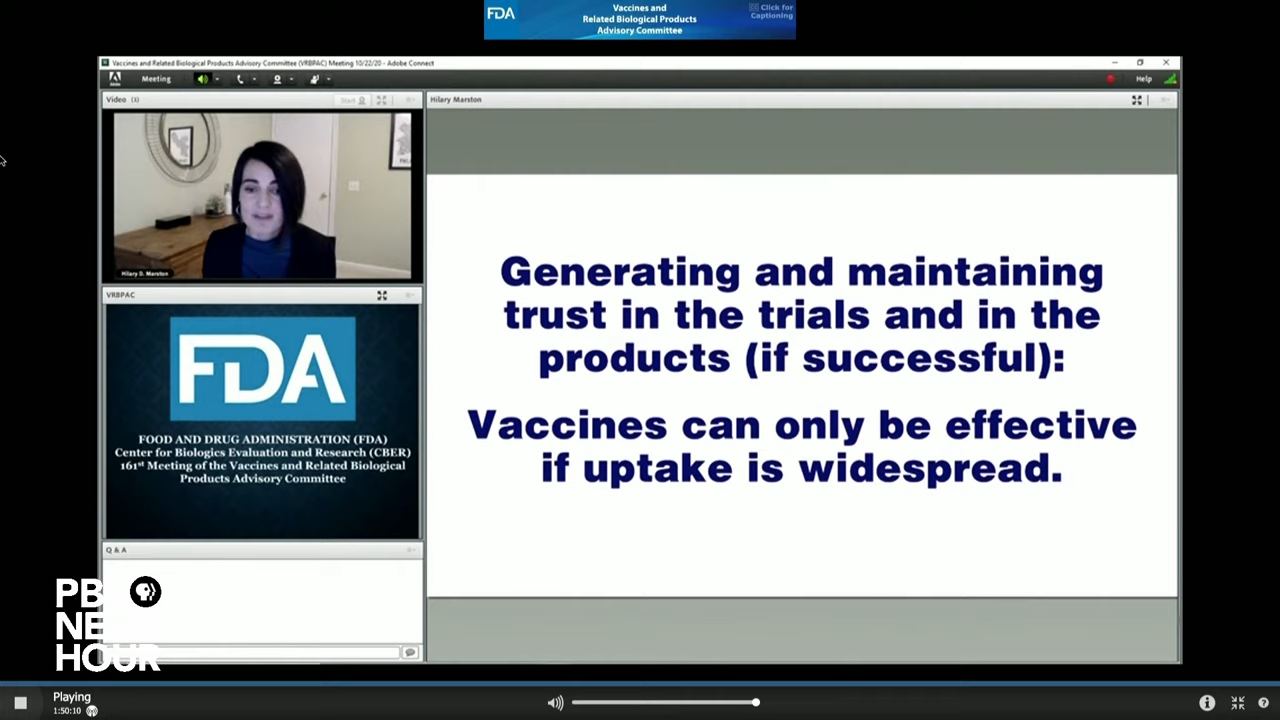 FDA
Vaccines and
Related Biological Products
Advisory Committee
Click for
Captioning
Vaccines and Related Biological Products Advisory Committee (VRBPAC) Meeting 10/22/20 - Adobe Connect
Meeting
Help
Video (1)
Start
Hilary D. Marston
VRBPAC
FDA
FOOD AND DRUG ADMINISTRATION (FDA)
Center for Biologics Evaluation and Research (CBER)
161st Meeting of the Vaccines and Related Biological
Products Advisory Committee
Q & A
Hilary Marston
Generating and maintaining
trust in the trials and in the
products (if successful):
Vaccines can only be effective
if uptake is widespread.
PBS
NEWS
HOUR
Playing
1:50:10